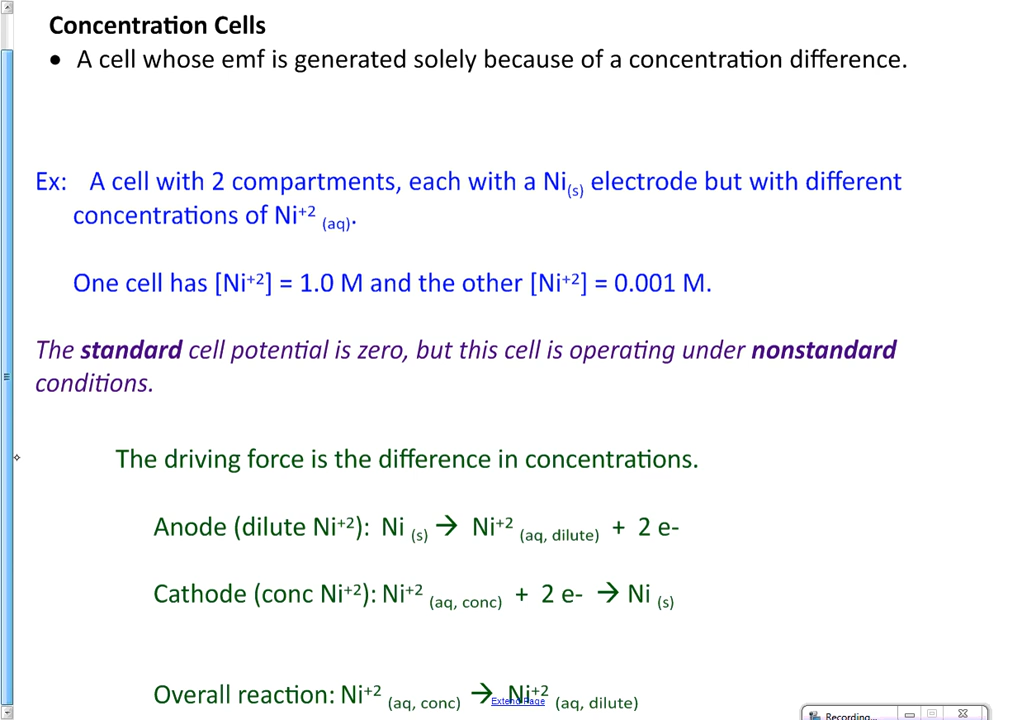 Concentration Cells
• A cell whose emf is generated solely because of a concentration difference.
Ex: A cell with 2 compartments, each with a Ni(s) electrode but with different
concentrations of Ni+2 (aq).
One cell has [Ni+2] = 1.0 M and the other [Ni+2] = 0.001 M.
The standard cell potential is zero, but this cell is operating under nonstandard
conditions.
The driving force is the difference in concentrations.
Anode (dilute Ni+2): Ni (s) → Ni+2 (aq, dilute) + 2 e-
Cathode (conc Ni+2): Ni+2 (aq, conc) + 2 e- → Ni (s)
Overall reaction: Ni+2 (aq, conc) → Ni+2 (aq, dilute)
Extend Page
Recording...